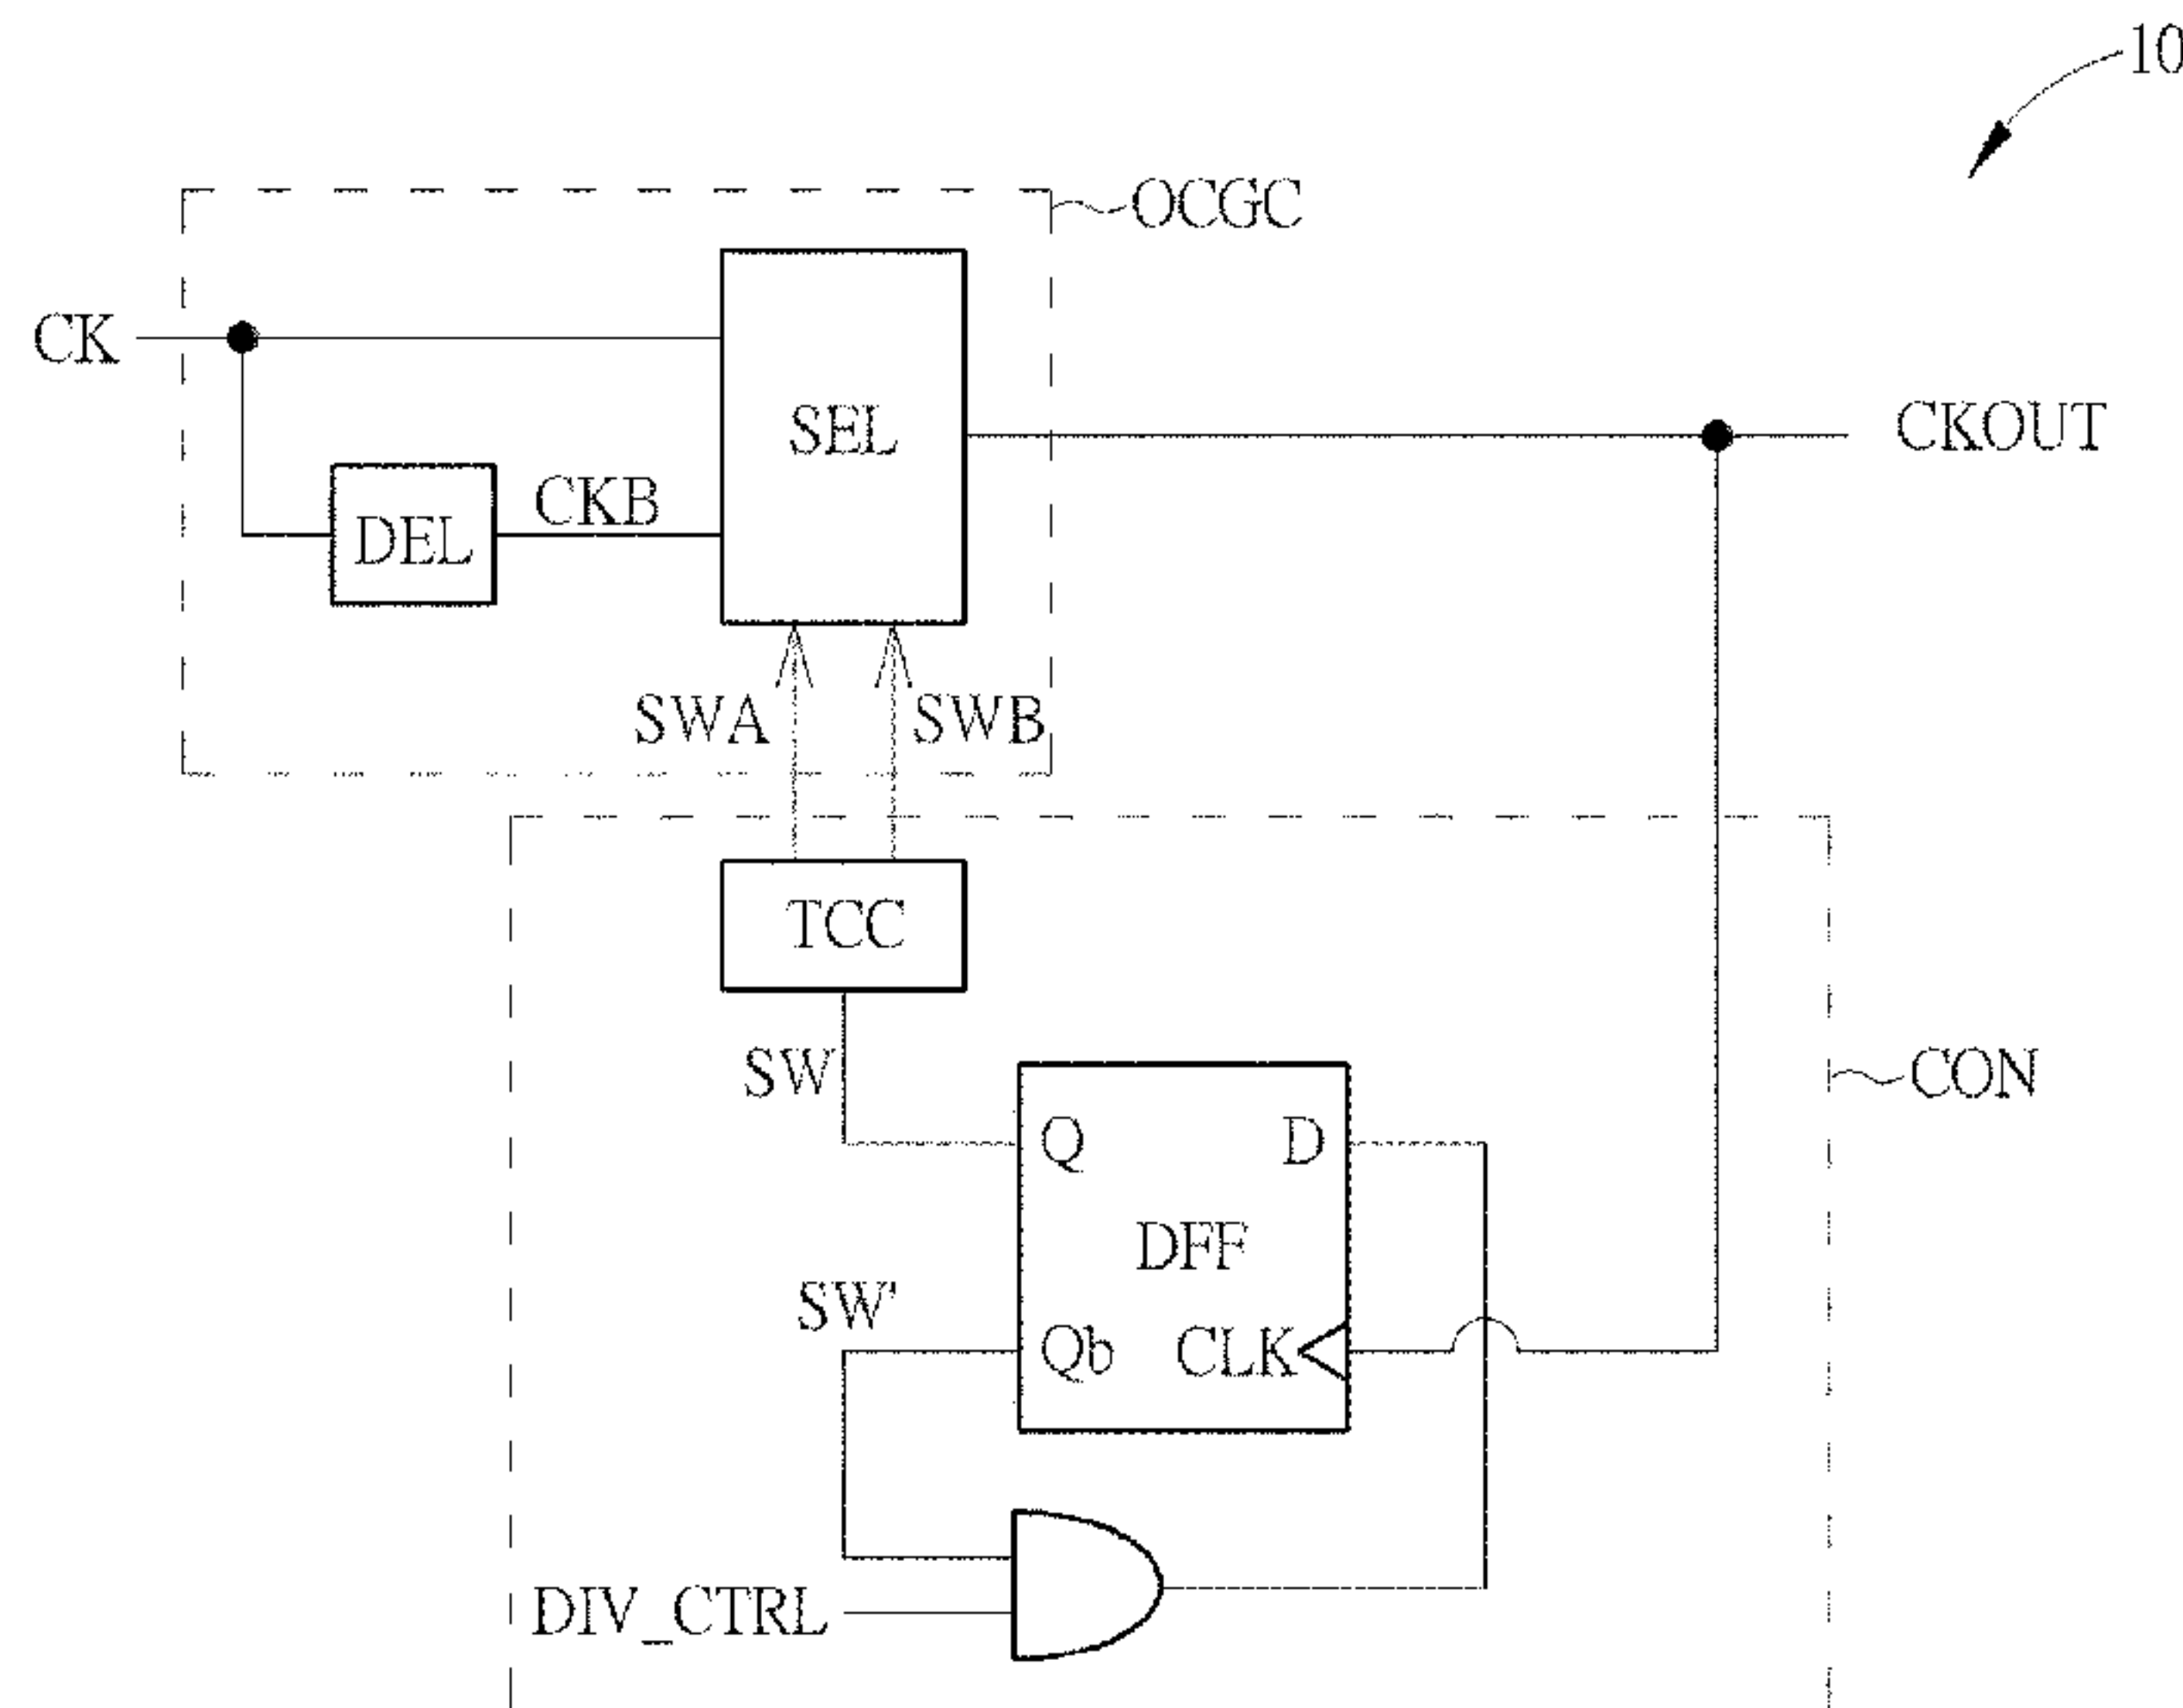 10
OCGC
CK
SEL
CKOUT
CKB
DEL
SWA
SWB
TCC
SW
CON
Q
D
DFF
SW'
Qb
CLK
DIV_CTRL